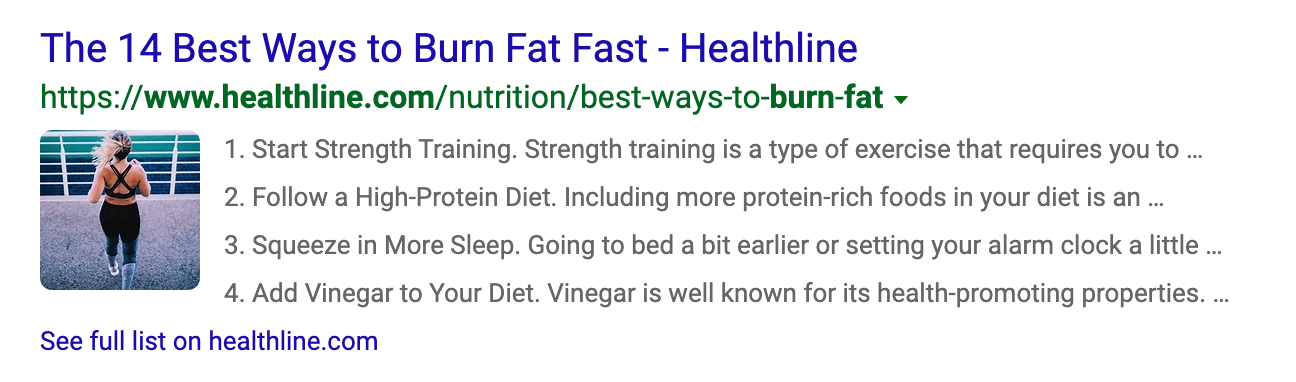 The 14 Best Ways to Burn Fat Fast - Healthline
https://www.healthline.com/nutrition/best-ways-to-burn-fat
1. Start Strength Training. Strength training is a type of exercise that requires you to ...
2. Follow a High-Protein Diet. Including more protein-rich foods in your diet is an ...
3. Squeeze in More Sleep. Going to bed a bit earlier or setting your alarm clock a little ...
4. Add Vinegar to Your Diet. Vinegar is well known for its health-promoting properties. ...
See full list on healthline.com